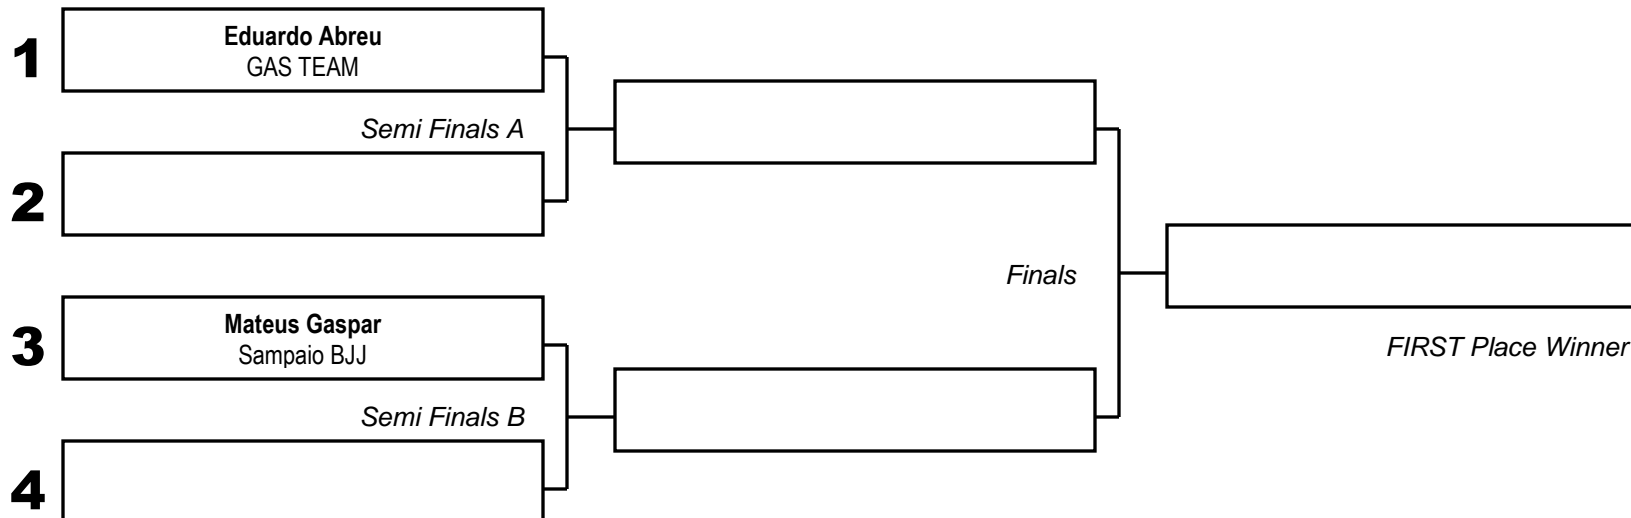 1
Eduardo Abreu
GAS TEAM
Semi Finals A
2
Finals
3
Mateus Gaspar
Sampaio BJJ
FIRST Place Winner
Semi Finals B
4